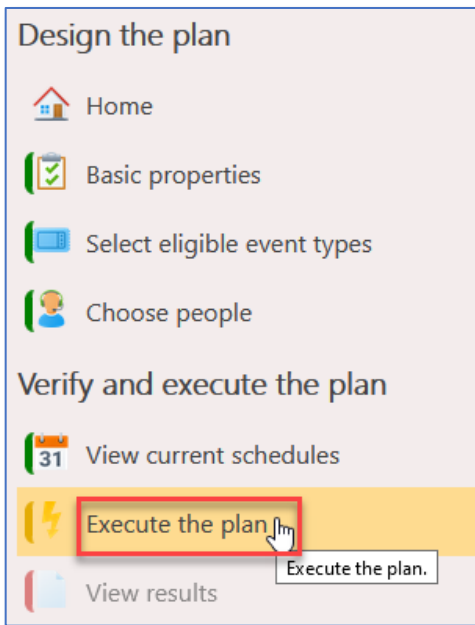 Design the plan
Home
Basic properties
Select eligible event types
Choose people
Verify and execute the plan
31 View current schedules
Execute the plan
Execute the plan.
View results